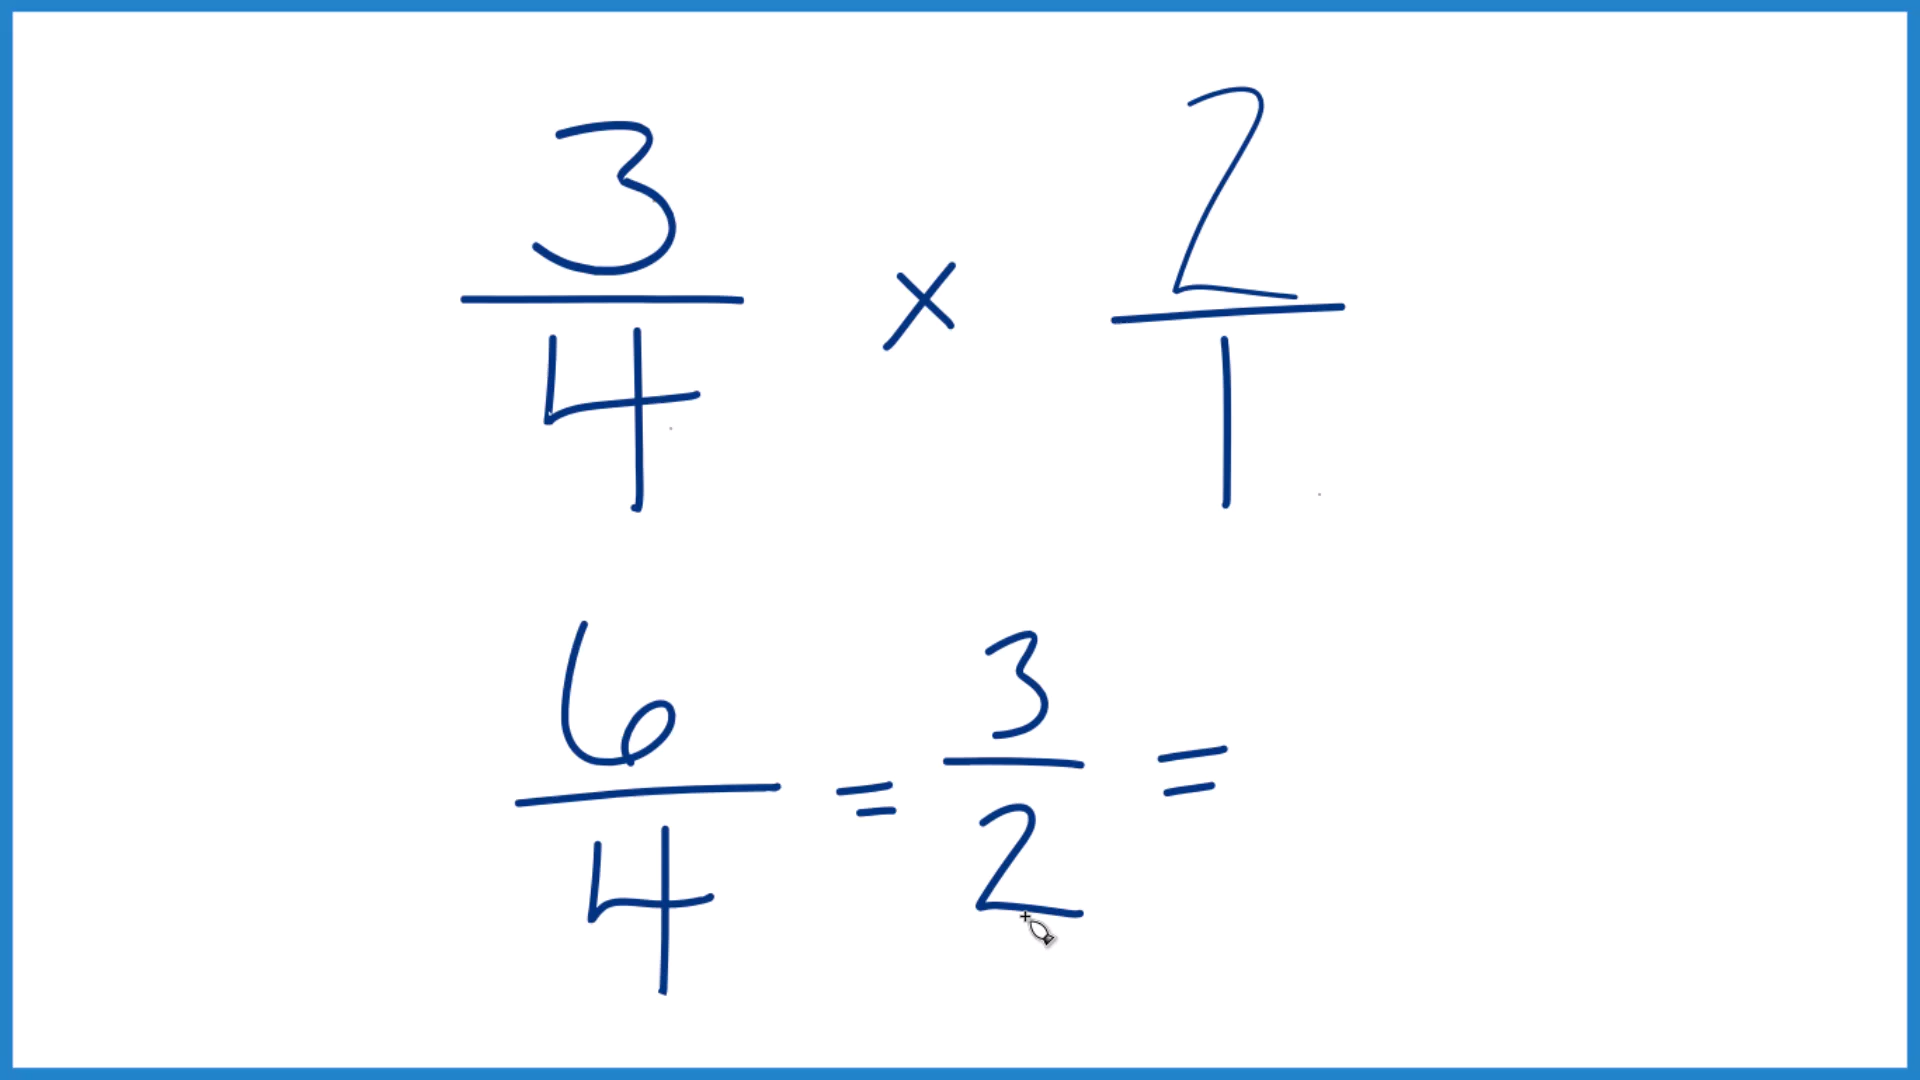 3/4 × 2/1
6/4 = 3/2 =